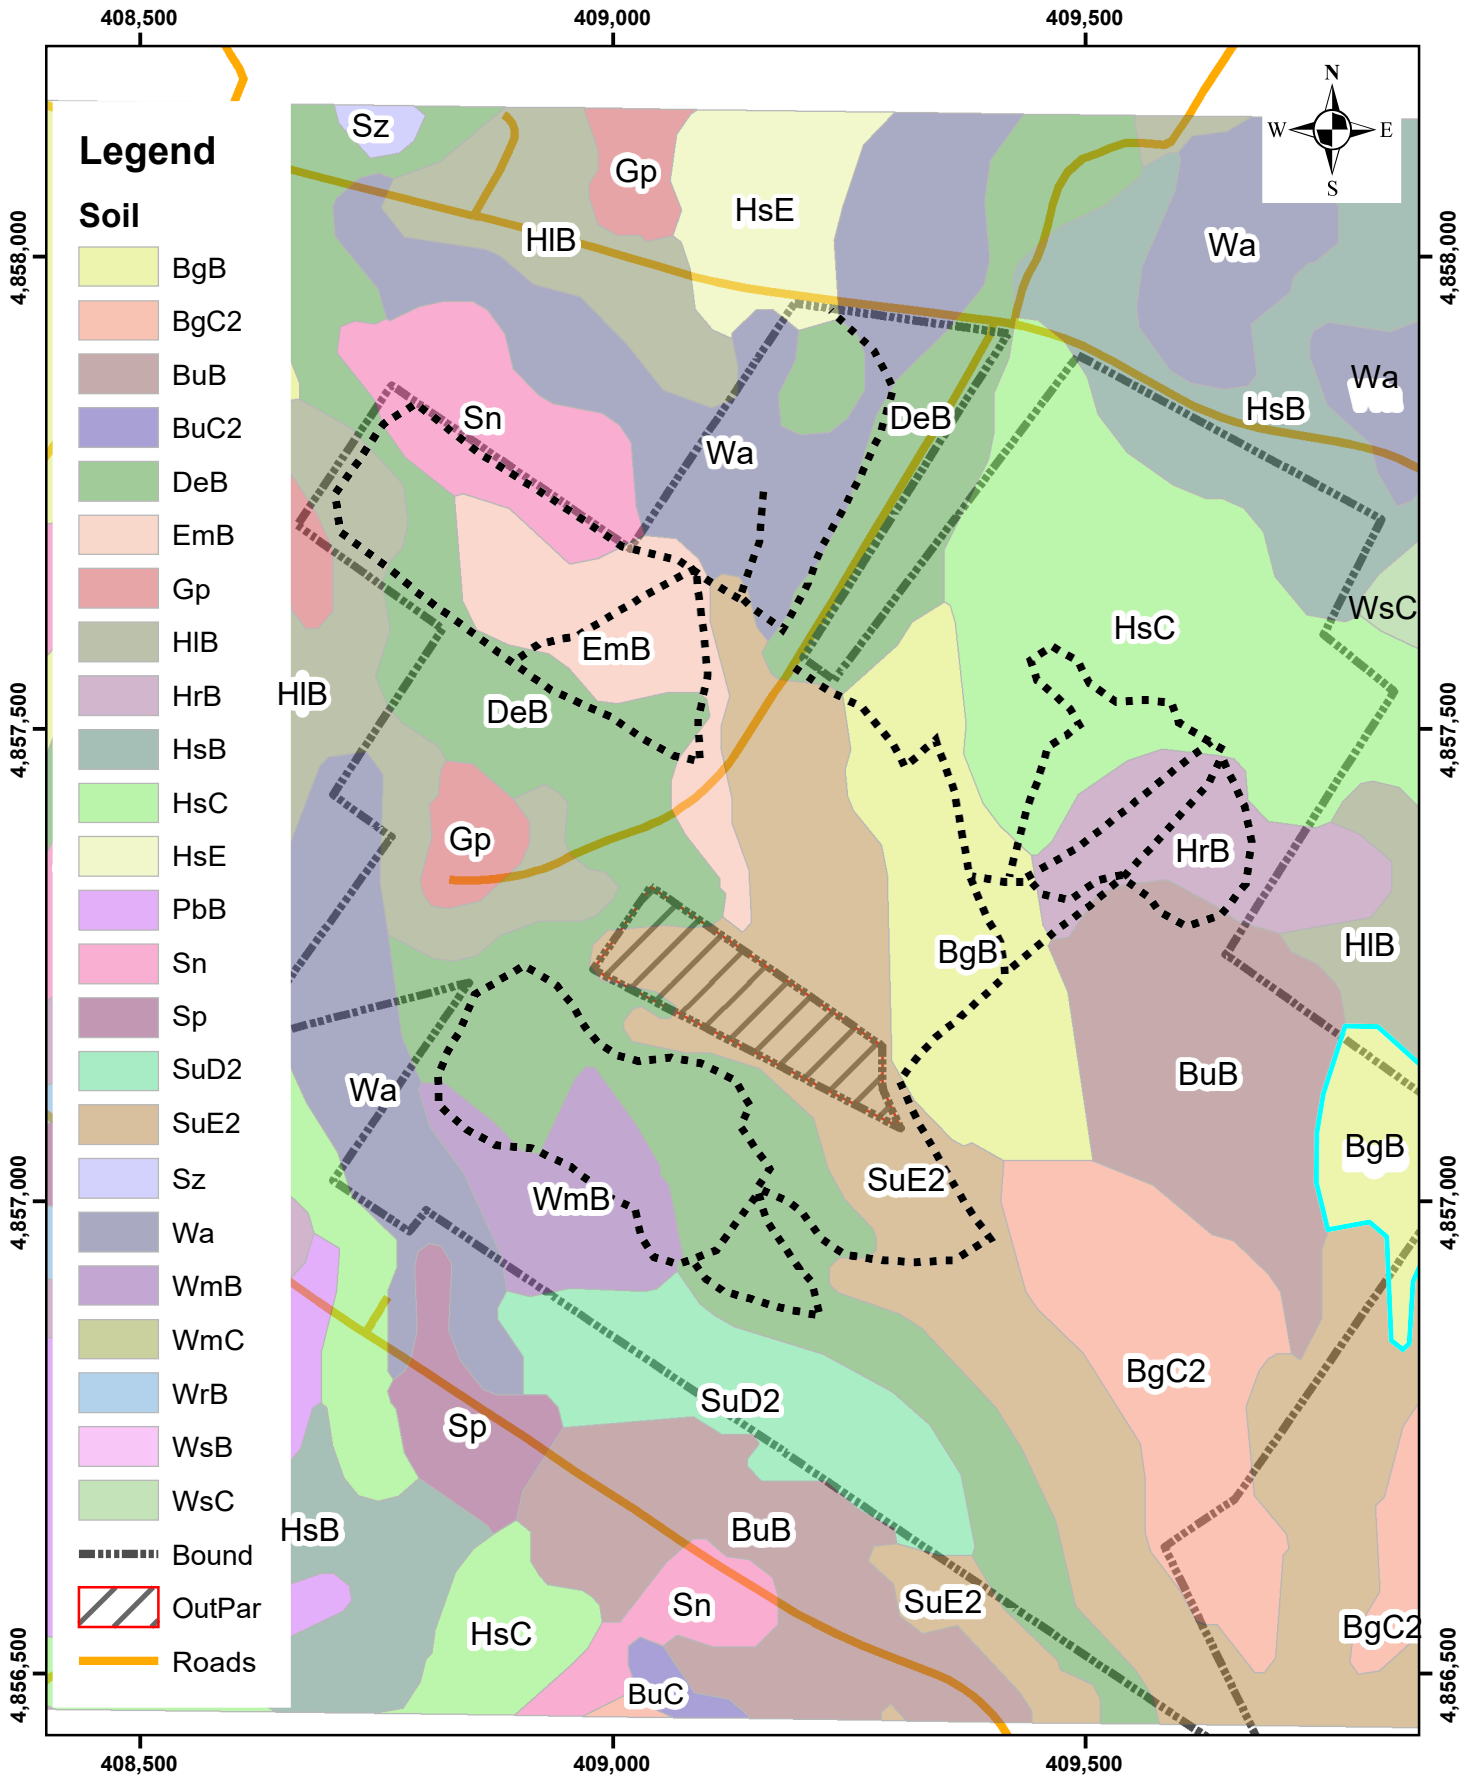 408,500
409,000
409,500
N
W
E
S
4,858,000
4,857,500
4,857,000
4,856,500
4,858,000
4,857,500
4,857,000
4,856,500
Legend
Soil
BgB
BgC2
BuB
BuC2
DeB
EmB
Gp
HlB
HrB
HsB
HsC
HsE
PbB
Sn
Sp
SuD2
SuE2
Sz
Wa
WmB
WmC
WrB
WsB
WsC
Bound
OutPar
Roads
Sz
Gp
HsE
HlB
Wa
Wa
HsB
Sn
DeB
Wa
WsC
HsC
EmB
HlB
DeB
Gp
HrB
HlB
BgB
BuB
Wa
BgB
SuE2
WmB
BgC2
SuD2
Sp
HsB
BuB
SuE2
Sn
BgC2
HsC
BuC
408,500
409,000
409,500